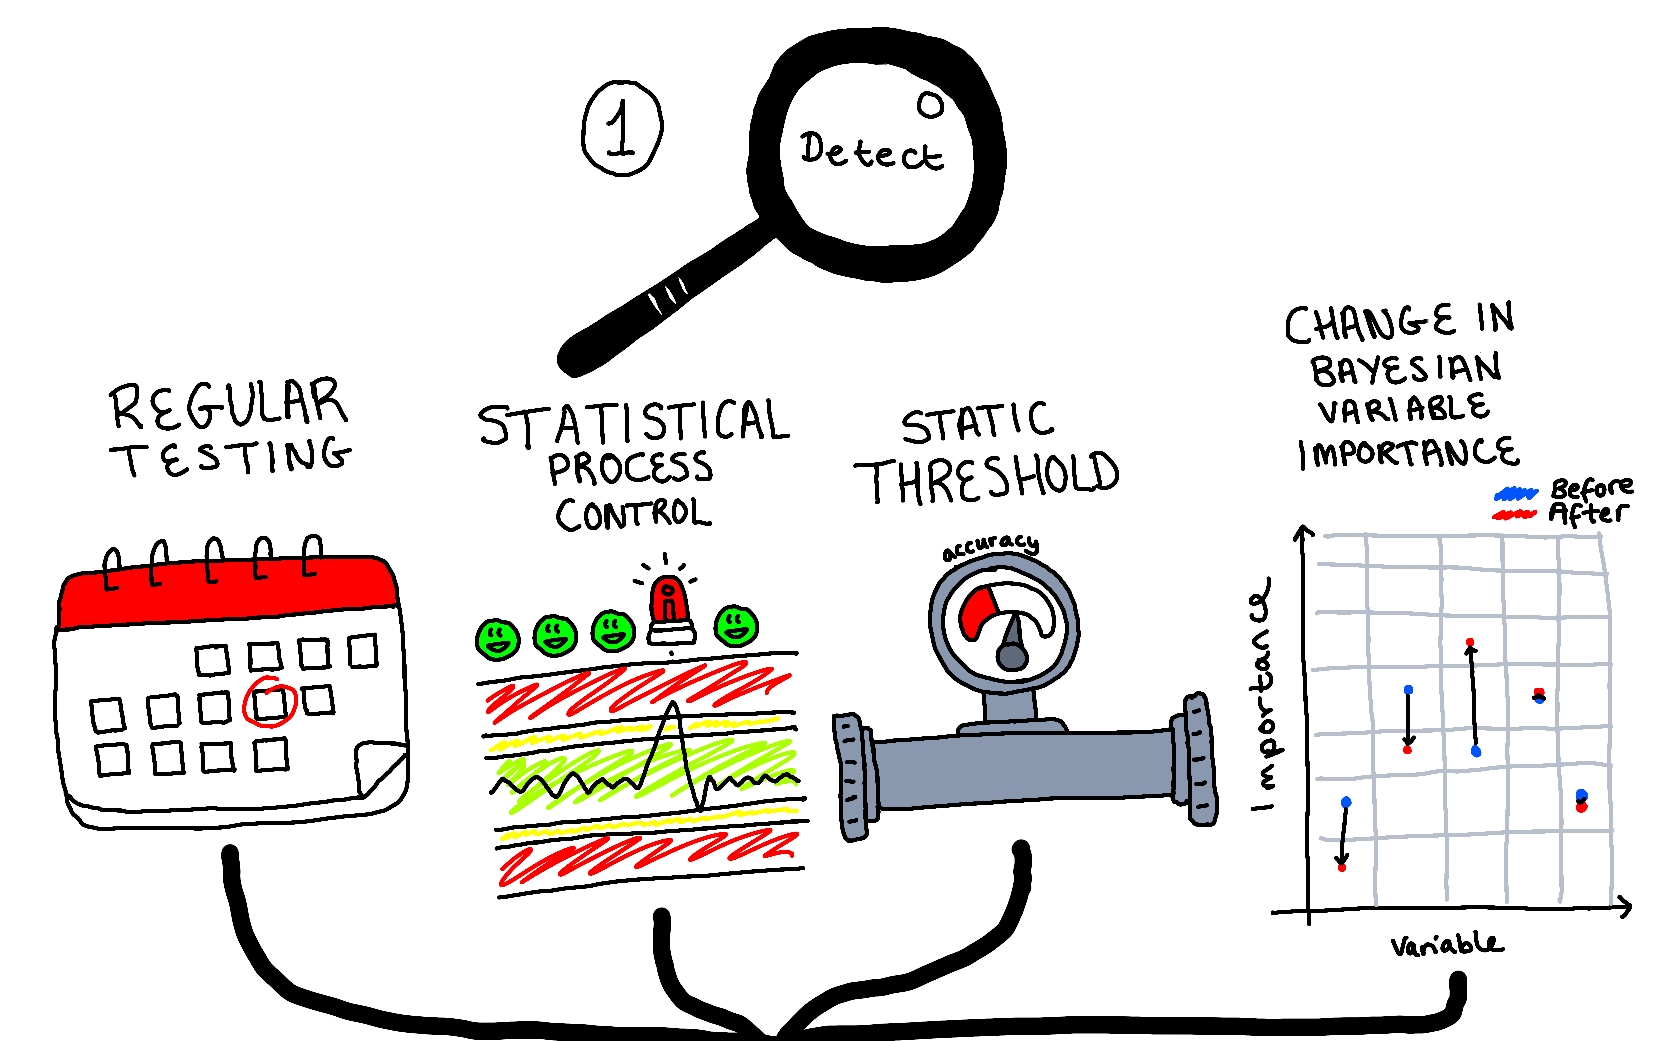 1
Detect
REGULAR
TESTING
STATISTICAL
PROCESS
CONTROL
STATIC
THRESHOLD
accuracy
CHANGE IN
BAYESIAN
VARIABLE
IMPORTANCE
Before
After
Importance
Variable